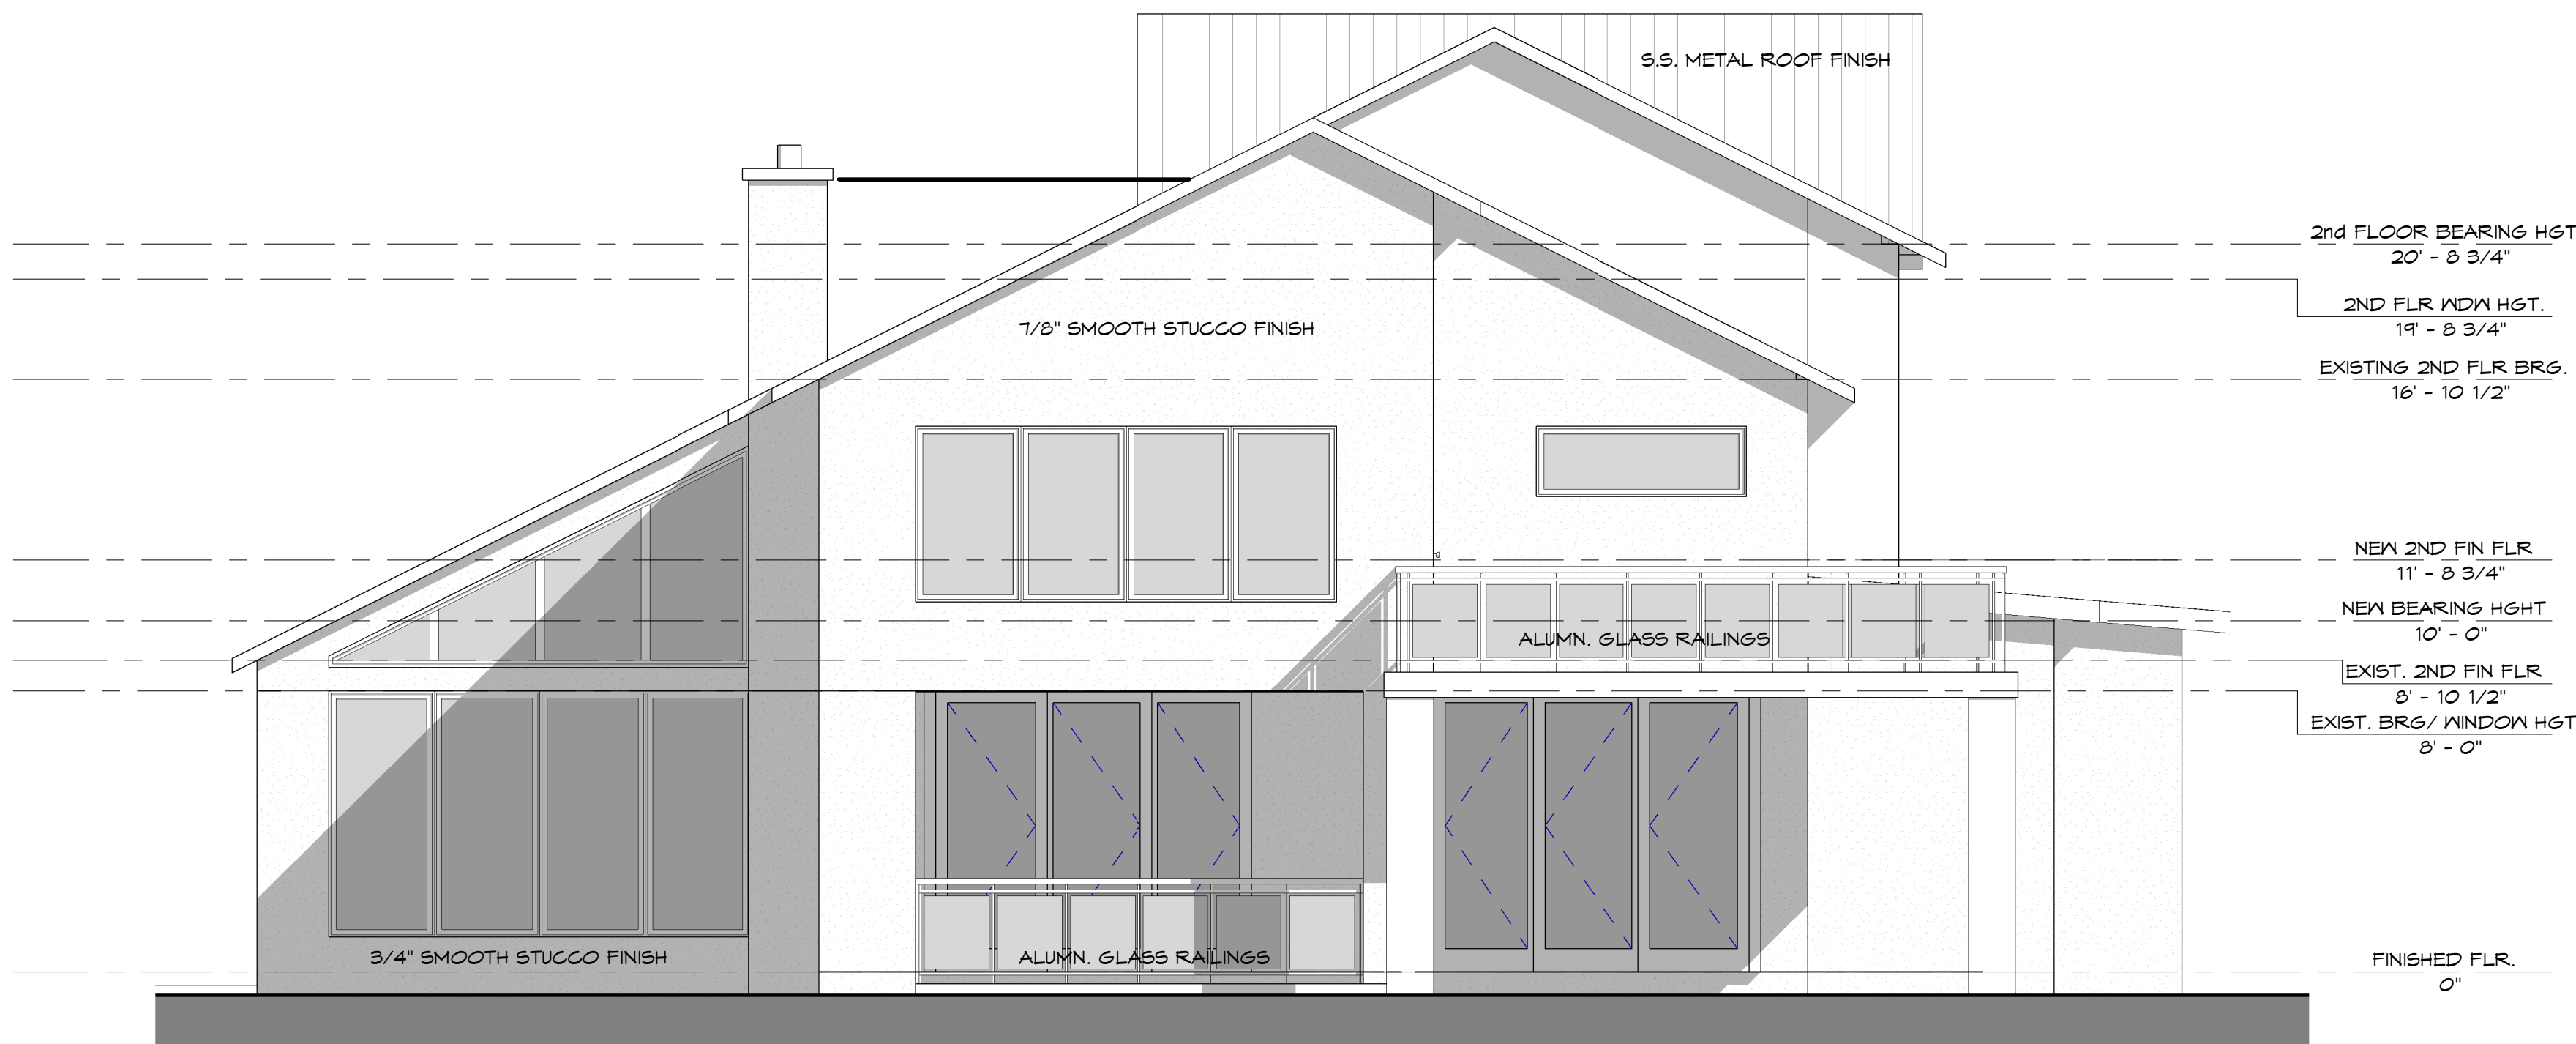 S.S. METAL ROOF FINISH
2nd FLOOR BEARING HGT
20' - 8 3/4"
2ND FLR WDW HGT.
19' - 8 3/4"
7/8" SMOOTH STUCCO FINISH
EXISTING 2ND FLR BRG.
16' - 10 1/2"
NEW 2ND FIN FLR
11' - 8 3/4"
NEW BEARING HGHT
10' - 0"
ALUMN. GLASS RAILINGS
EXIST. 2ND FIN FLR
8' - 10 1/2"
EXIST. BRG/ WINDOW HGT
8' - 0"
3/4" SMOOTH STUCCO FINISH
ALUMN. GLASS RAILINGS
FINISHED FLR.
0"